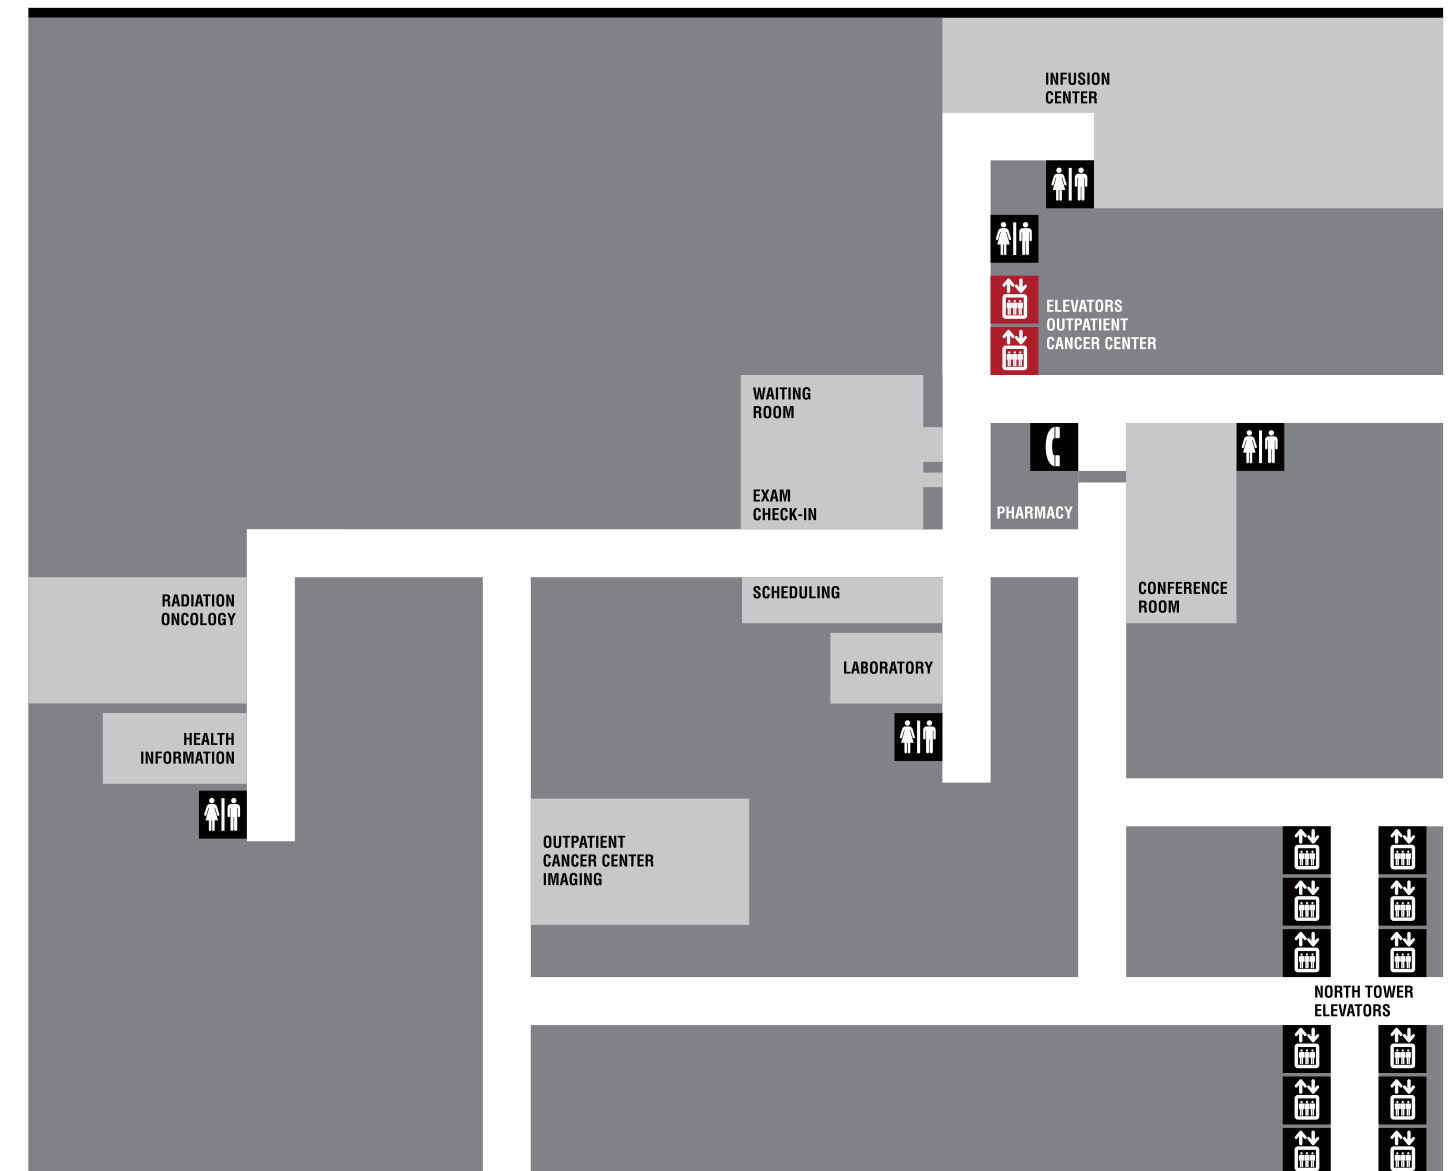 INFUSION
CENTER
ELEVATORS
OUTPATIENT
CANCER CENTER
WAITING
ROOM
EXAM
CHECK-IN
PHARMACY
SCHEDULING
CONFERENCE
ROOM
RADIATION
ONCOLOGY
LABORATORY
HEALTH
INFORMATION
OUTPATIENT
CANCER CENTER
IMAGING
NORTH TOWER
ELEVATORS